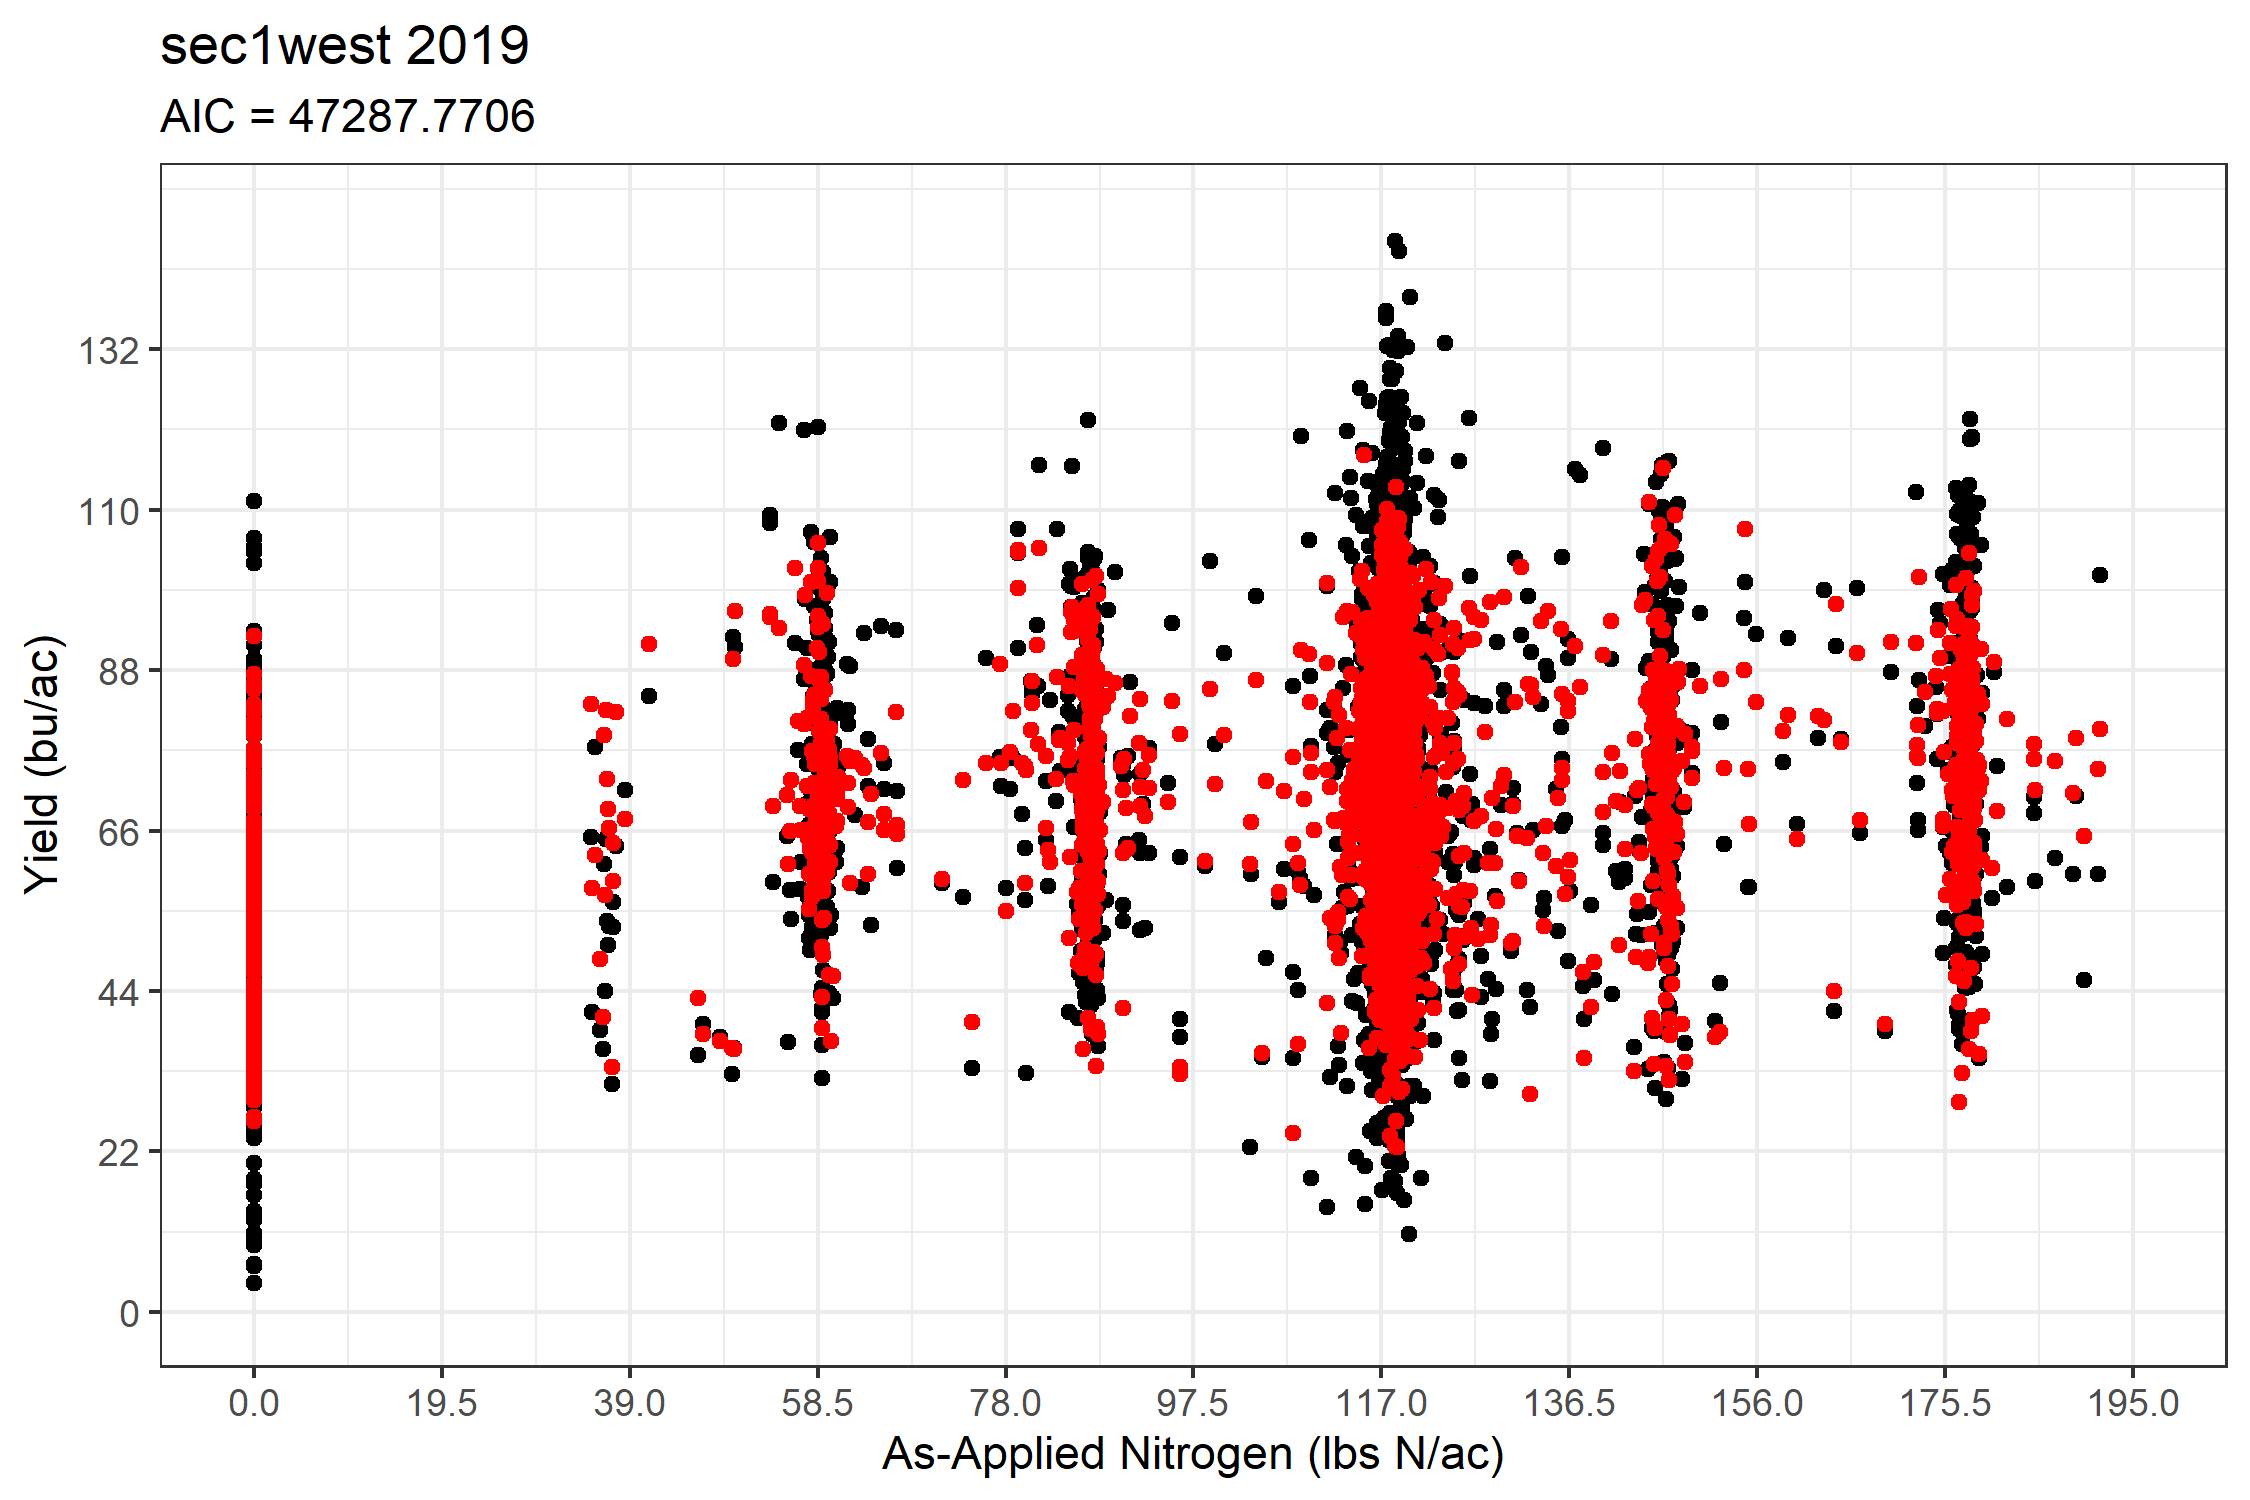 sec1west 2019
AIC = 47287.7706
Yield (bu/ac)
132
110
88
66
44
22
0
0.0 19.5 39.0 58.5 78.0 97.5 117.0 136.5 156.0 175.5 195.0
As-Applied Nitrogen (lbs N/ac)